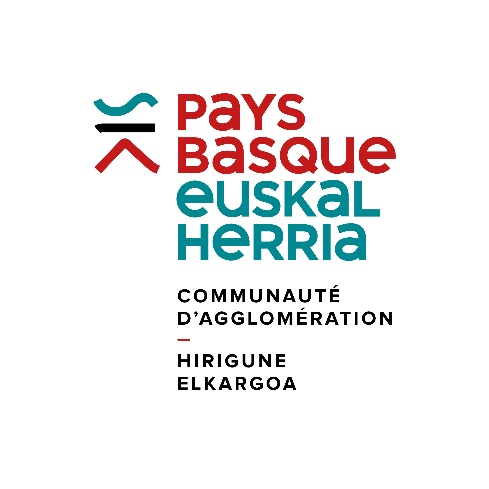 PaYS
BaSQUe
eUSKaL
HeRRIa
COMMUNAUTÉ
D'AGGLOMÉRATION
HIRIGUNE
ELKARGOA